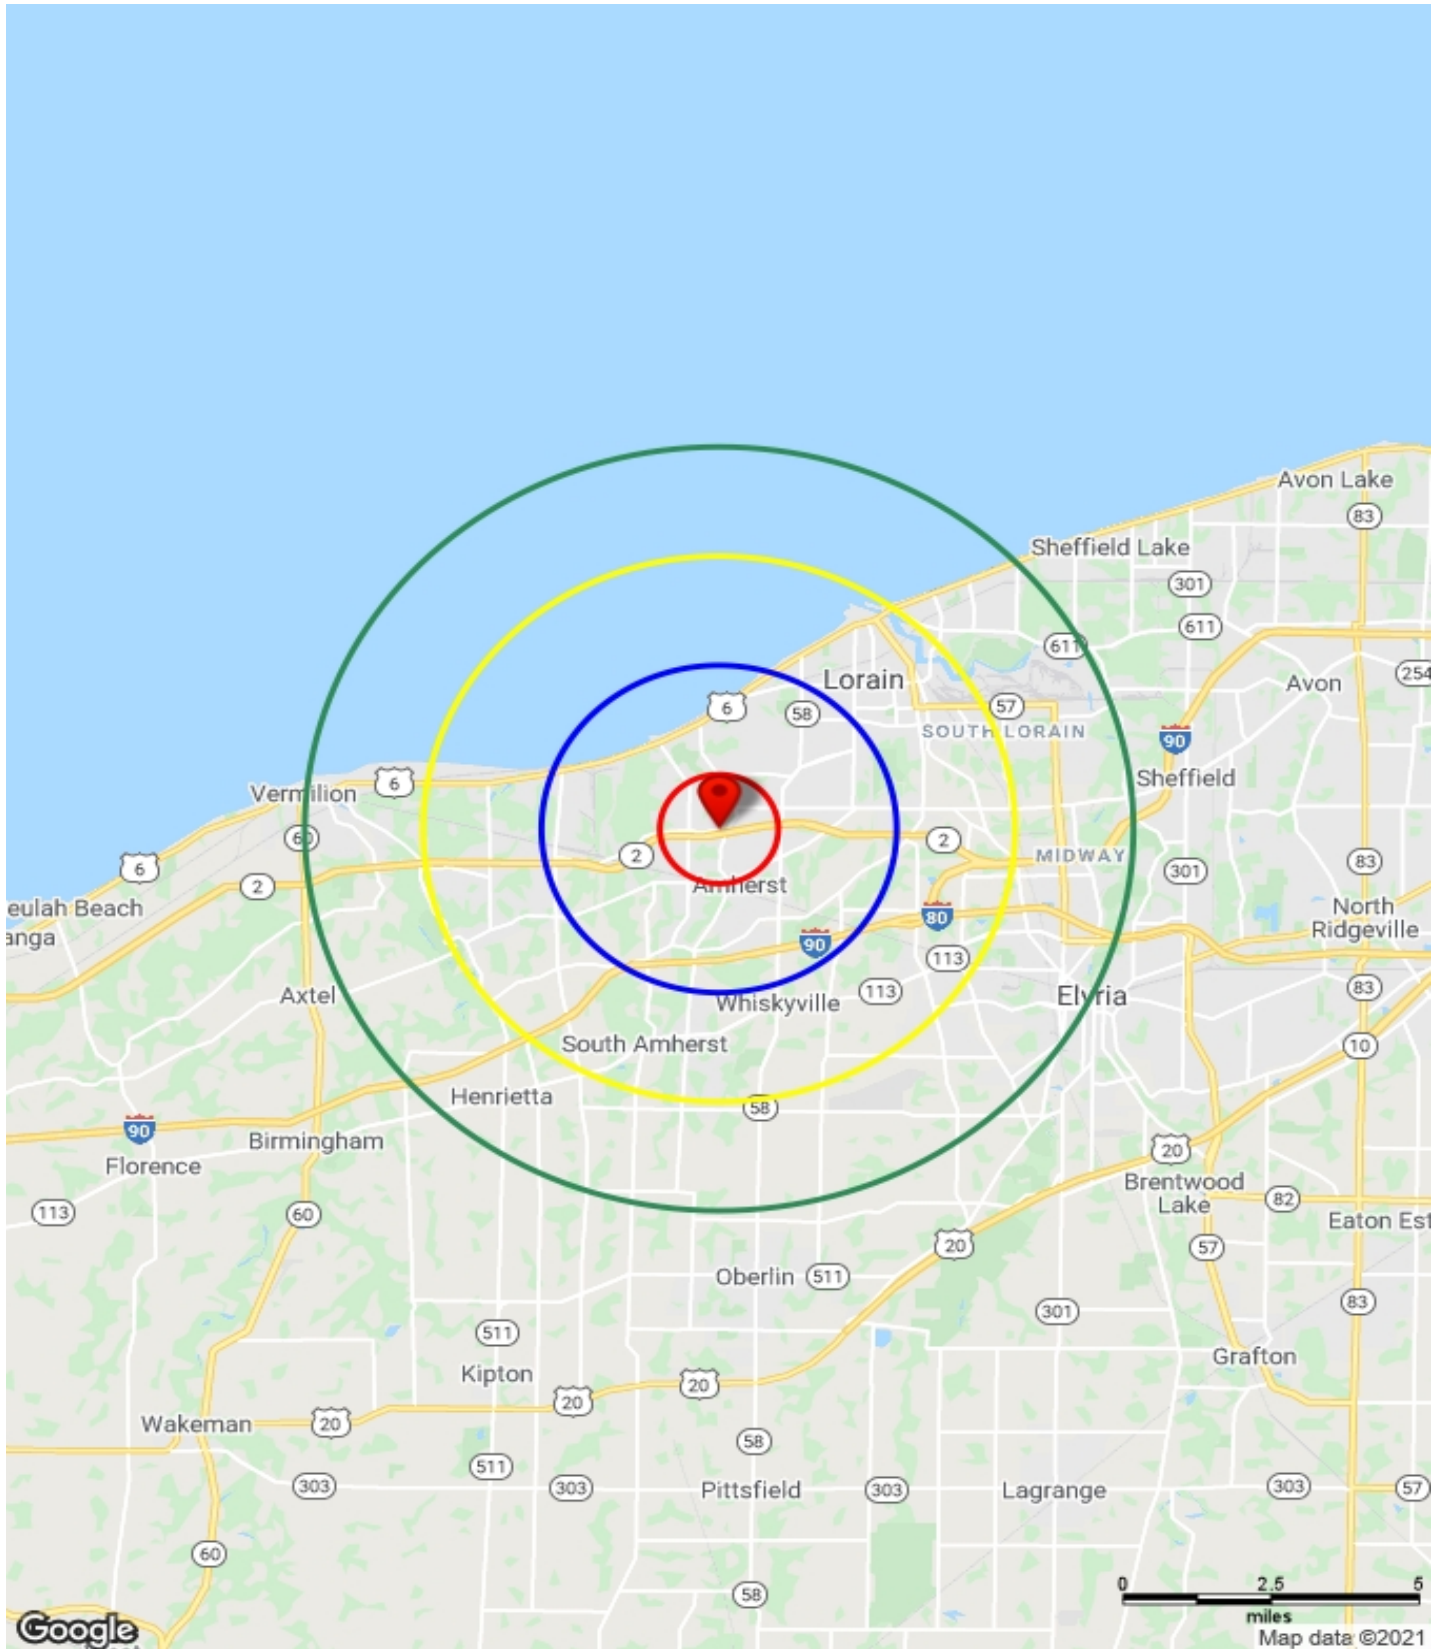 Avon Lake
83
Sheffield Lake
301
611
611
254
Lorain
Avon
6
58
57
SOUTH LORAIN
90
Sheffield
6
Vermilion
60
2
2
MIDWAY
6
2
301
83
Amherst
eulah Beach
anga
North
Ridgeville
80
90
113
113
83
Axtel
Elyria
Whiskyville
South Amherst
10
Henrietta
58
90
Birmingham
Florence
20
Brentwood
Lake
82
113
60
Eaton Est
57
20
Oberlin
511
83
301
511
Grafton
Kipton
20
20
Wakeman
20
58
511
303
303
Pittsfield
303
Lagrange
303
57
60
58
0 2.5 5
miles
Google
Map data ©2021